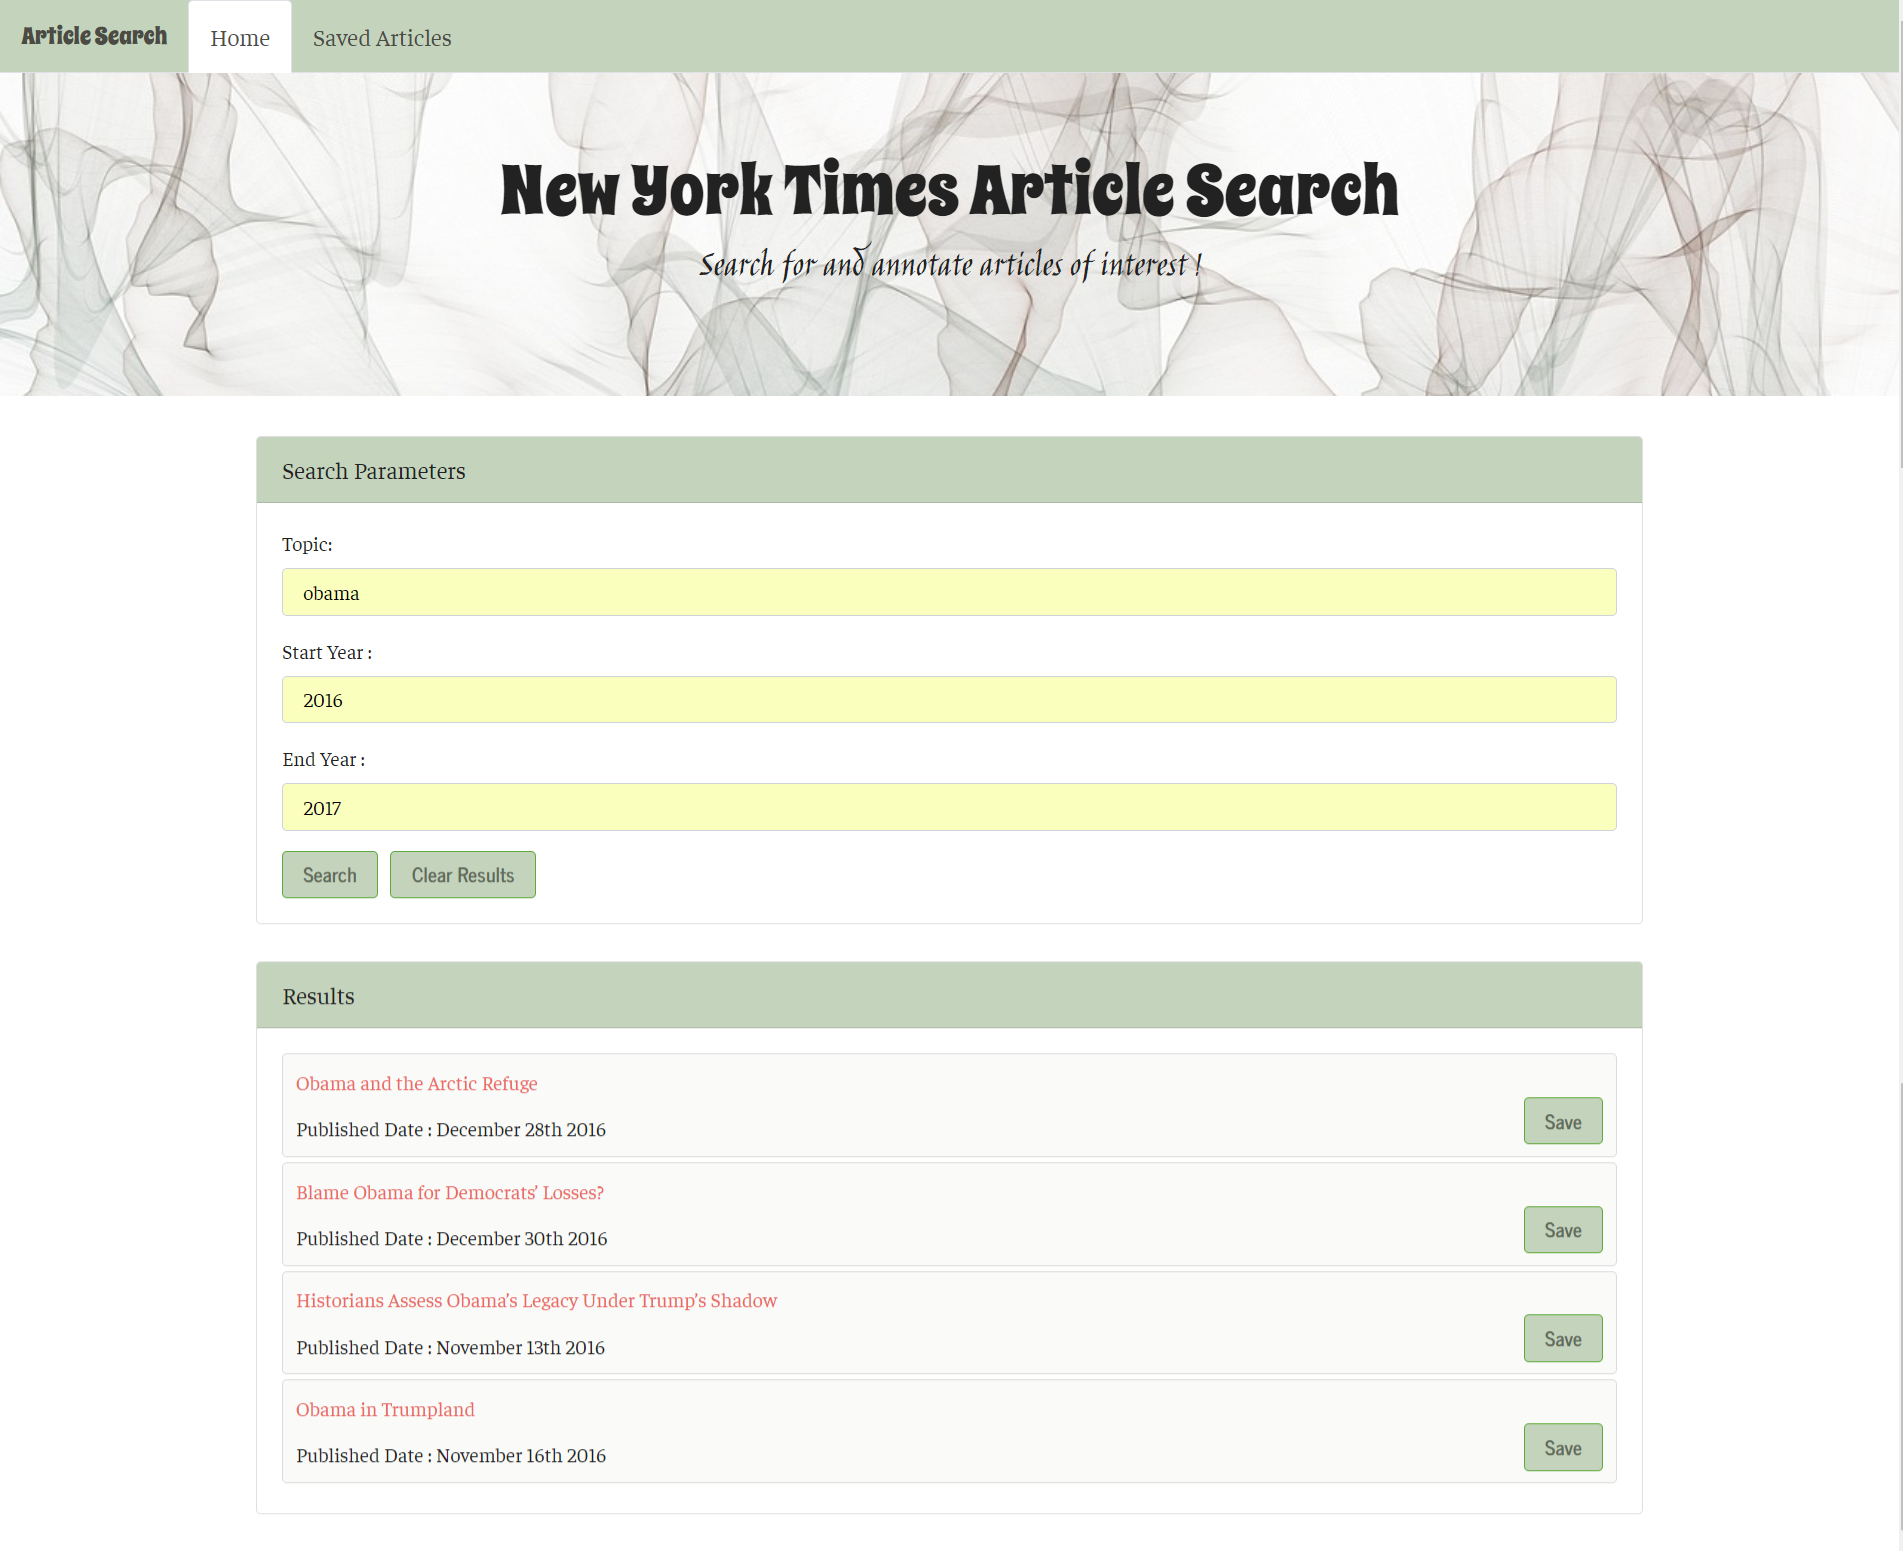 Article Search Home Saved Articles
New York Times Article Search
Search for and annotate articles of interest !
Search Parameters
Topic:
obama
Start Year :
2016
End Year :
2017
Search Clear Results
Results
Obama and the Arctic Refuge
Published Date : December 28th 2016
Save
Blame Obama for Democrats’ Losses?
Published Date : December 30th 2016
Save
Historians Assess Obama’s Legacy Under Trump’s Shadow
Published Date : November 13th 2016
Save
Obama in Trumpland
Published Date : November 16th 2016
Save